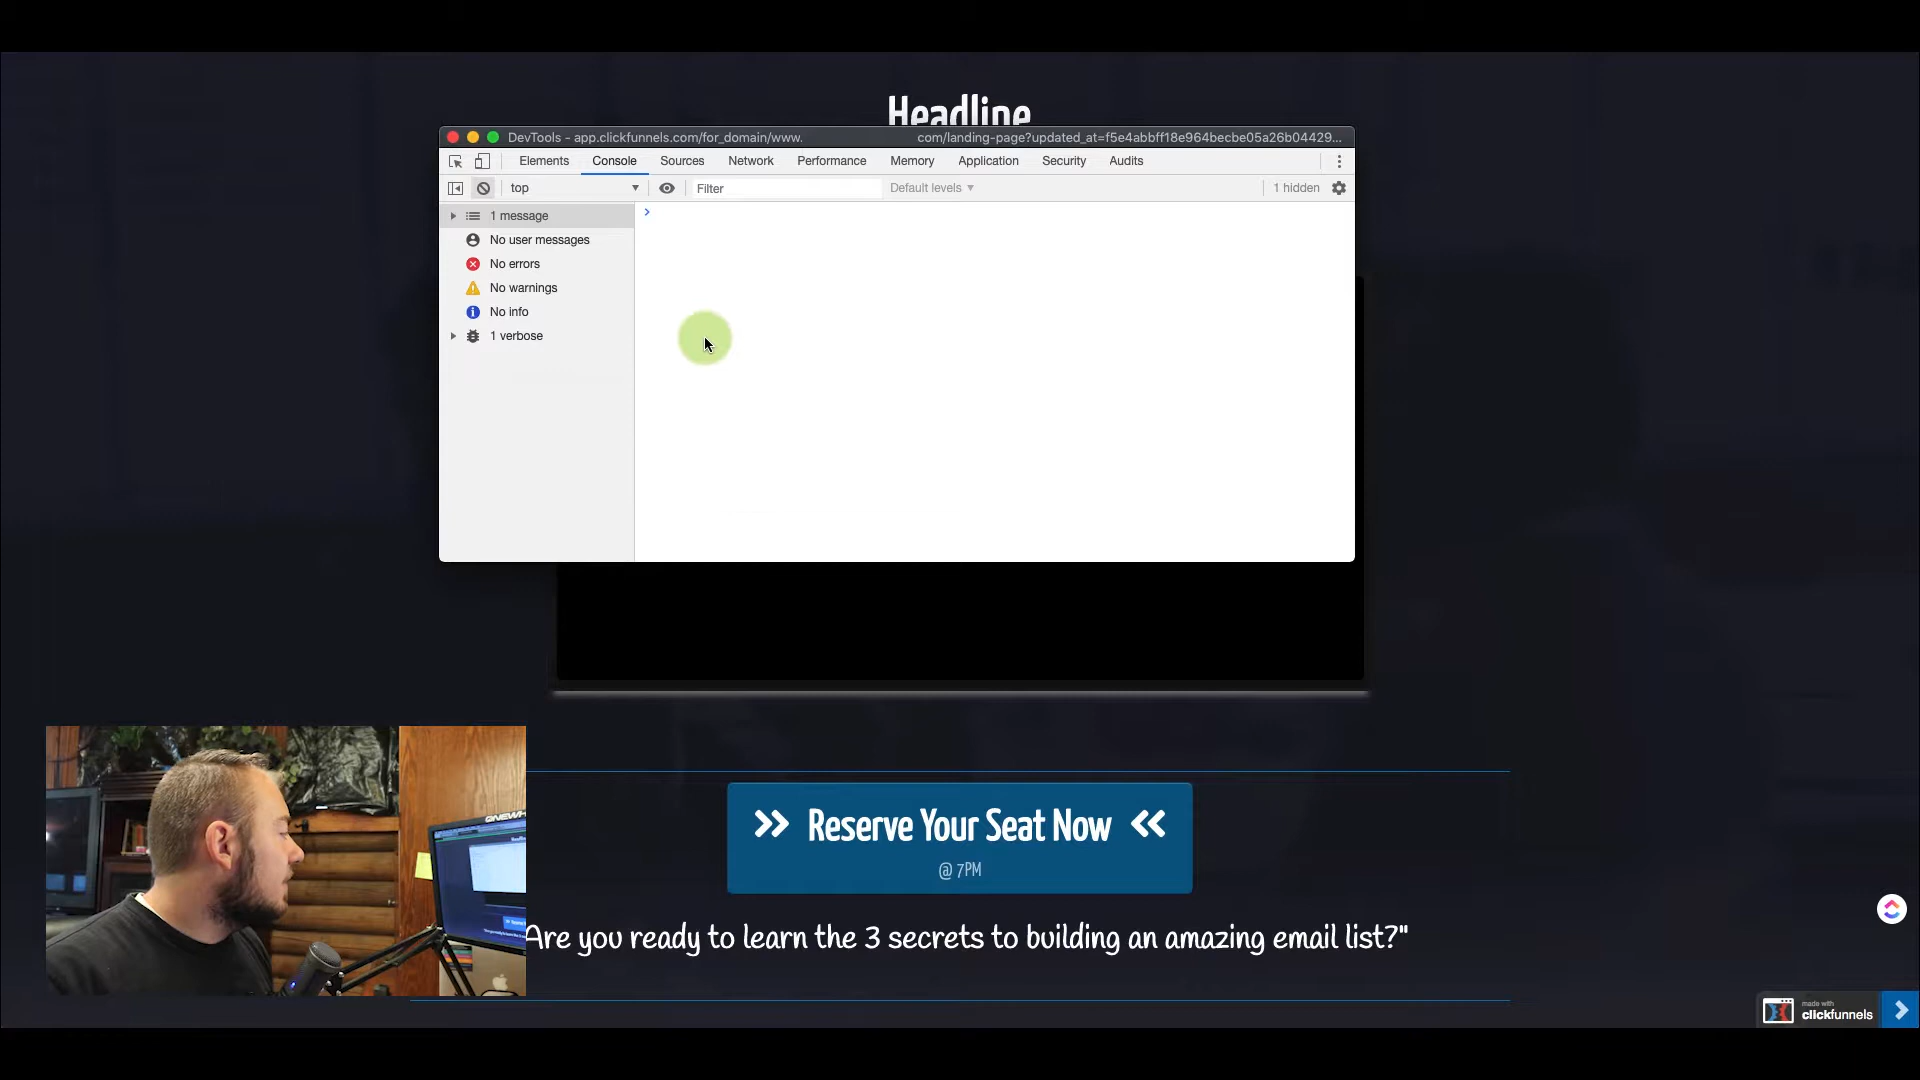 Headline
DevTools - app.clickfunnels.com/for_domain/www. com/landing-page?updated_at=f5e4abbff18e964becbe05a26b04429...
Elements Console Sources Network Performance Memory Application Security Audits
top Filter Default levels 1 hidden
1 message
No user messages
No errors
No warnings
No info
1 verbose
>> Reserve Your Seat Now <<
@ 7PM
Are you ready to learn the 3 secrets to building an amazing email list?"
made with
clickfunnels